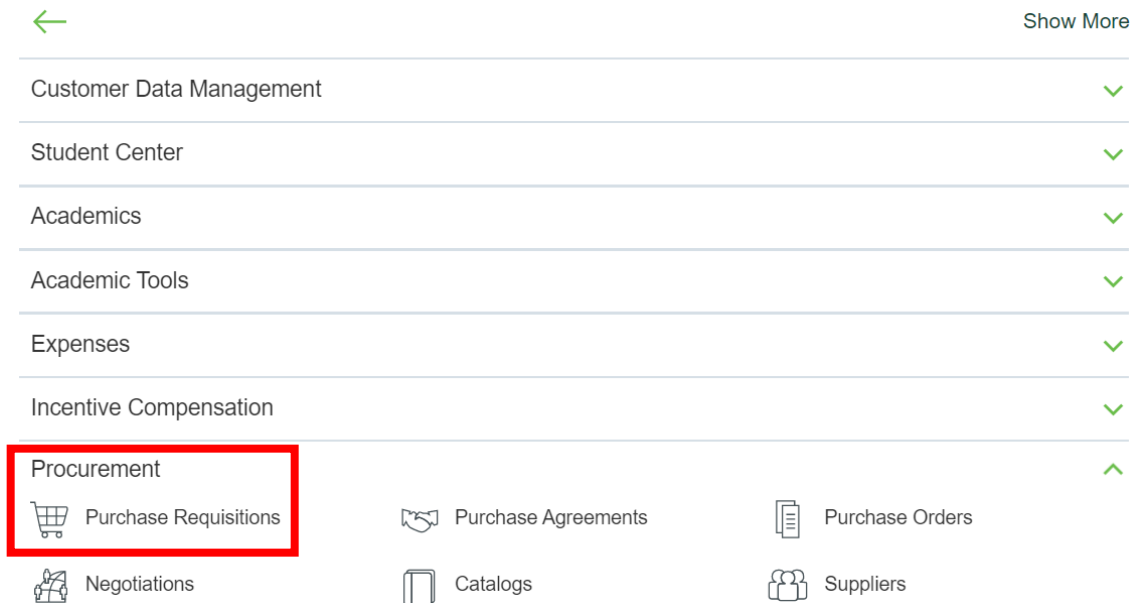 Show More
Customer Data Management
Student Center
Academics
Academic Tools
Expenses
Incentive Compensation
Procurement
Purchase Requisitions Purchase Agreements Purchase Orders
Negotiations Catalogs Suppliers